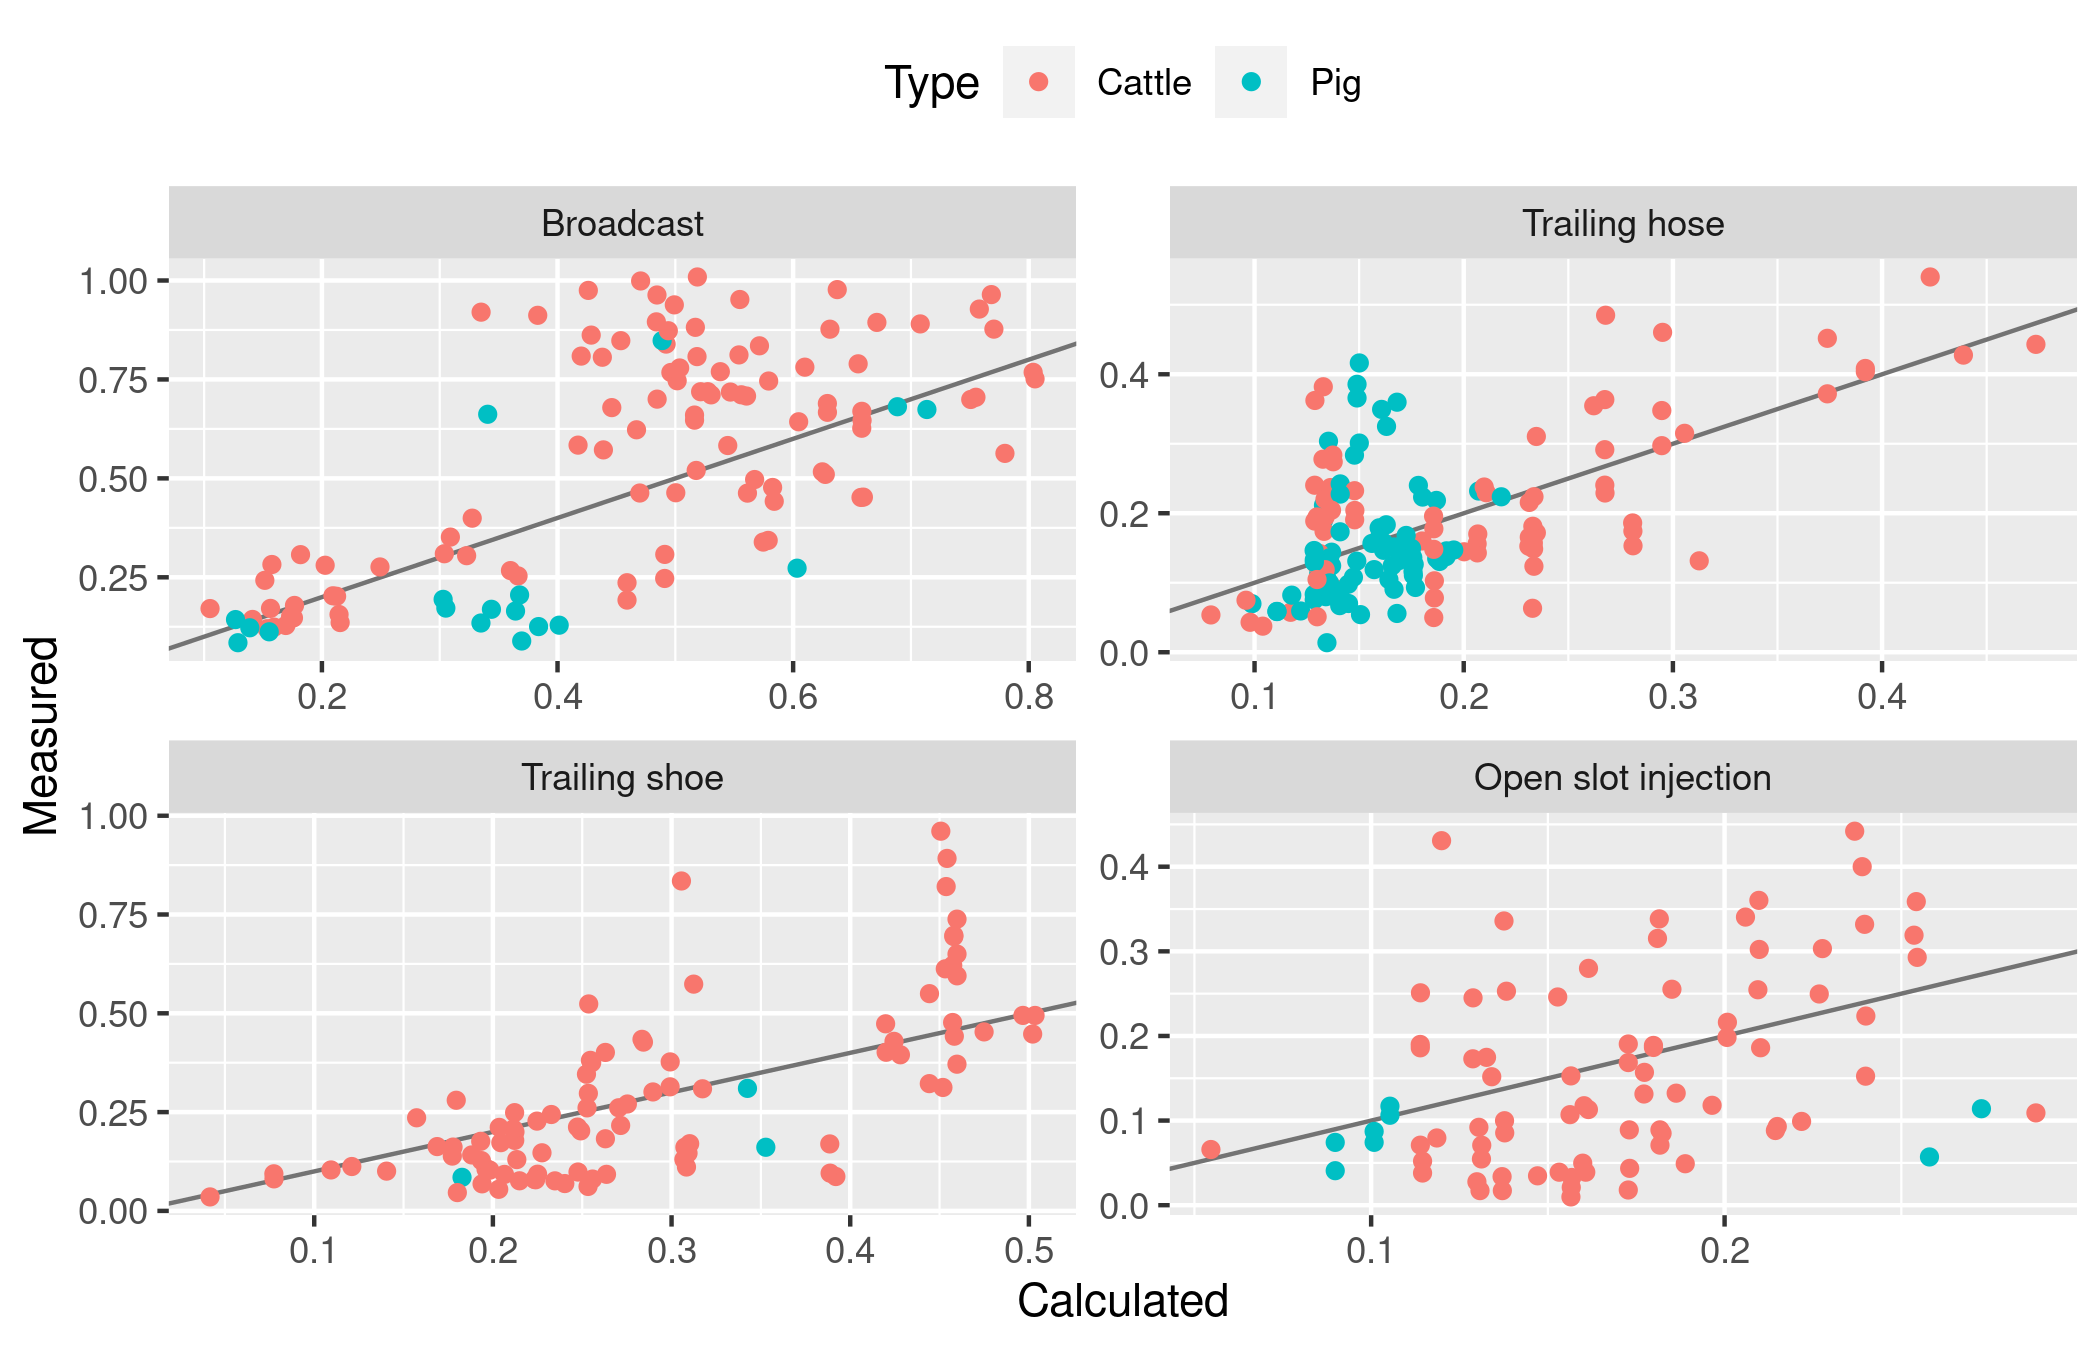 Type Cattle Pig
Broadcast
1.00
0.75
0.50
0.25
0.2 0.4 0.6 0.8
Trailing hose
0.4
0.2
0.0
0.1 0.2 0.3 0.4
Trailing shoe
1.00
0.75
0.50
0.25
0.00
0.1 0.2 0.3 0.4 0.5
Open slot injection
0.4
0.3
0.2
0.1
0.0
0.1 0.2
Measured
Calculated